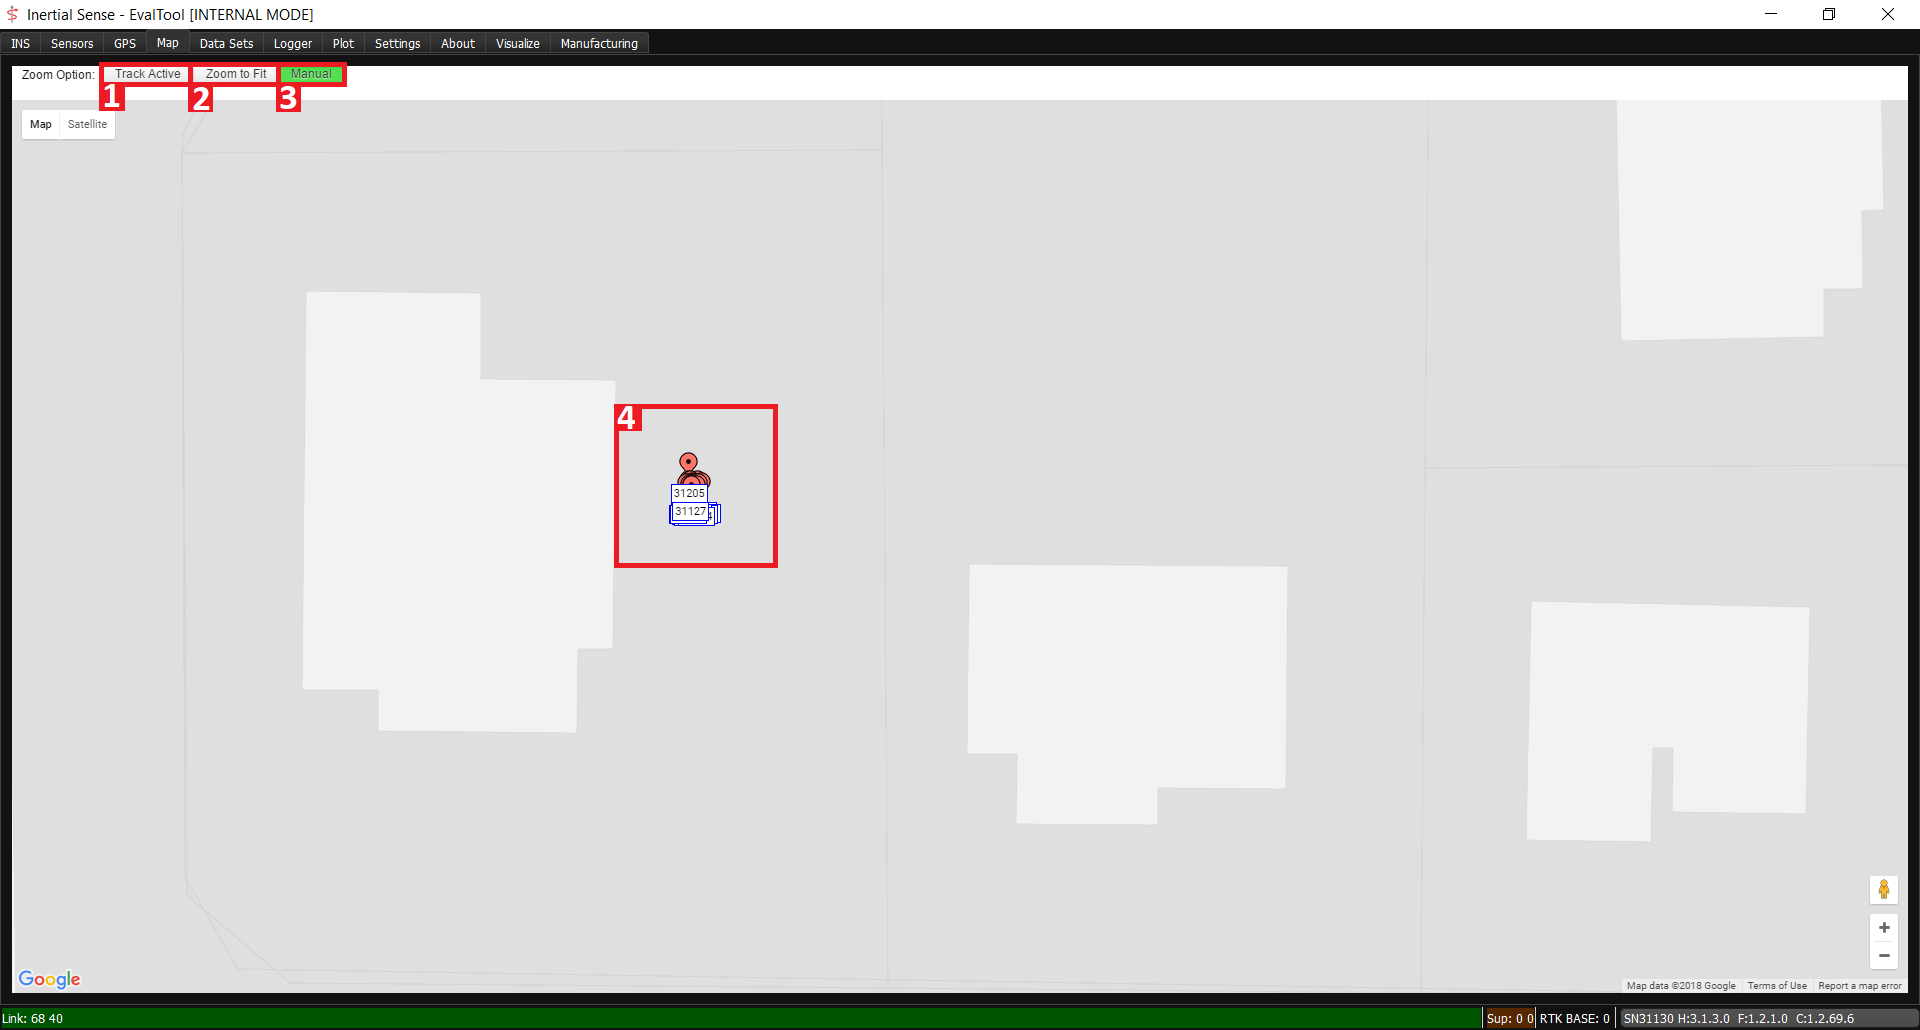 Inertial Sense - EvalTool [INTERNAL MODE]
INS Sensors GPS Map Data Sets Logger Plot Settings About Visualize Manufacturing
Zoom Option: Track Active Zoom to Fit Manual
1 2 3
Map Satellite
4
31205
31127
Google
Map data ©2018 Google Terms of Use Report a map error
Link: 68 40 Sup: 0 0 RTK BASE: 0 SN31130 H:3.1.3.0 F:1.2.1.0 C:1.2.69.6